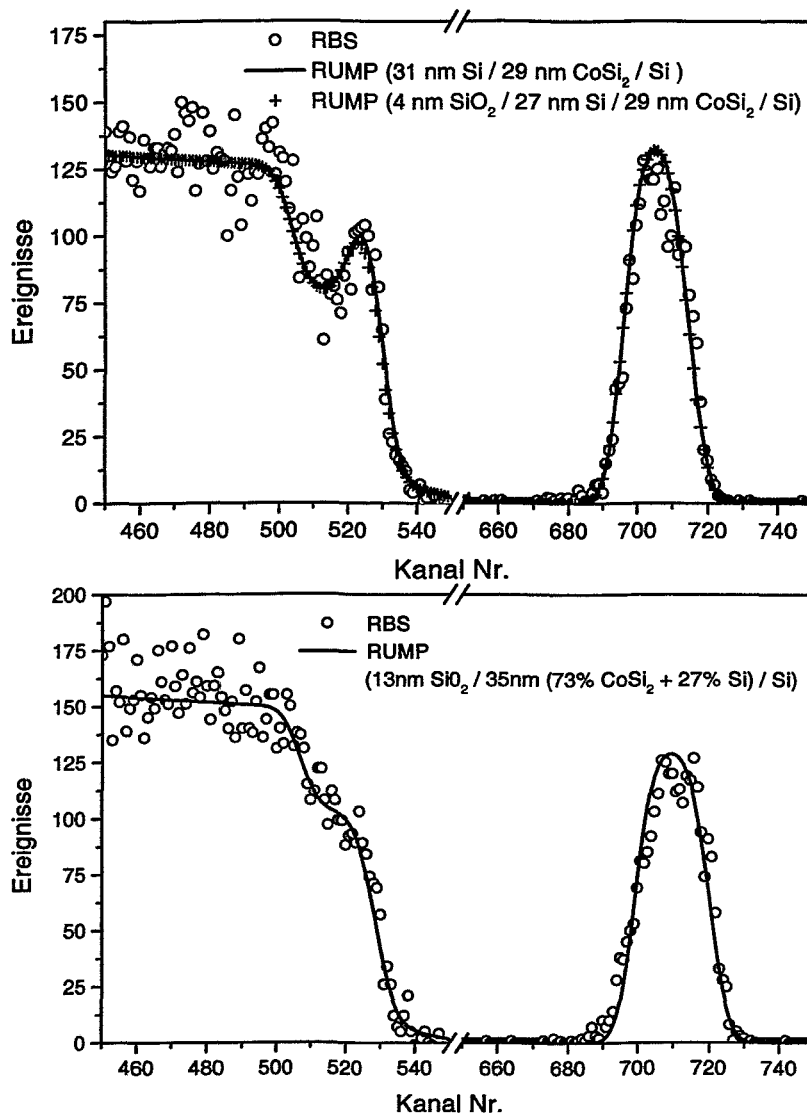 175
150
125
100
75
50
25
0
Ereignisse
RBS
RUMP (31 nm Si / 29 nm CoSi₂ / Si )
RUMP (4 nm SiO₂ / 27 nm Si / 29 nm CoSi₂ / Si)
460 480 500 520 540 660 680 700 720 740
Kanal Nr.
200
175
150
125
100
75
50
25
0
Ereignisse
RBS
RUMP
(13nm Si0₂ / 35nm (73% CoSi₂ + 27% Si) / Si)
460 480 500 520 540 660 680 700 720 740
Kanal Nr.